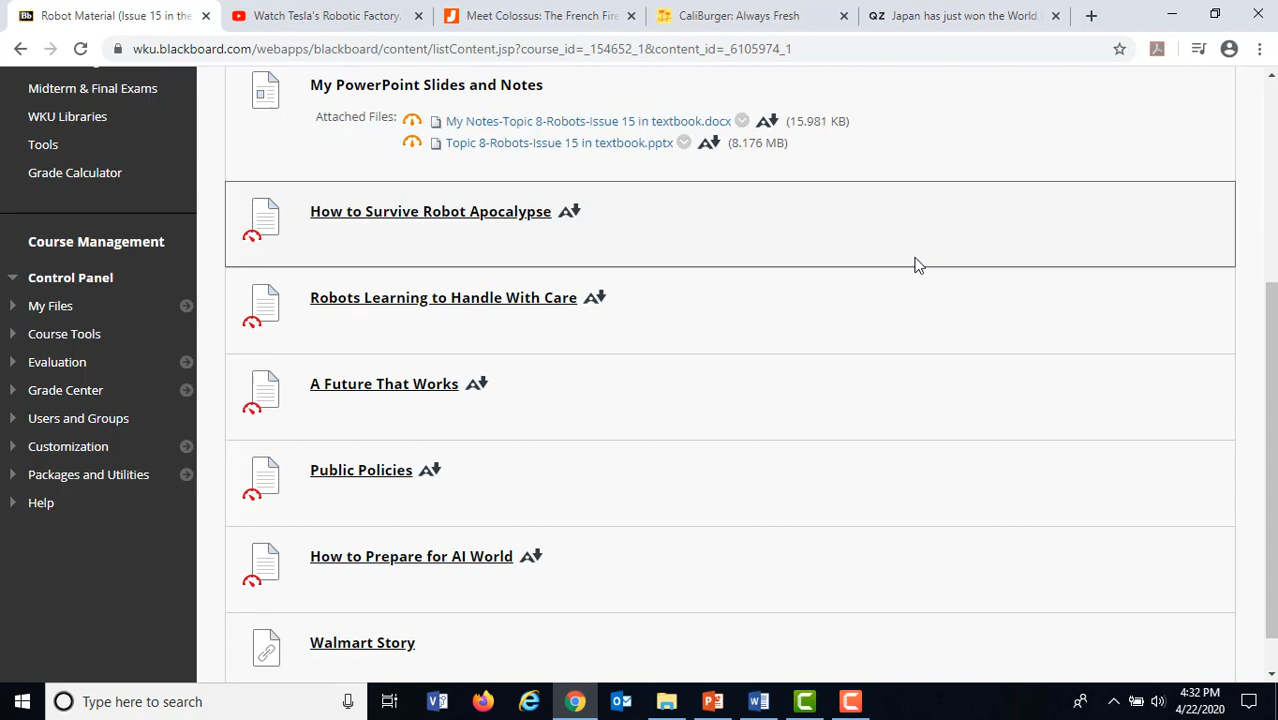 Bb Robot Material (Issue 15 in the
Watch Tesla's Robotic Factory.
Meet Colossus: The French Fire
CaliBurger: Always Fresh
QZ Japan has just won the World
wku.blackboard.com/webapps/blackboard/content/listContent.jsp?course_id=_154652_1&content_id=_6105974_1
Midterm & Final Exams
WKU Libraries
Tools
Grade Calculator
Course Management
Control Panel
My Files
Course Tools
Evaluation
Grade Center
Users and Groups
Customization
Packages and Utilities
Help
My PowerPoint Slides and Notes
Attached Files:
My Notes-Topic 8-Robots-Issue 15 in textbook.docx (15.981 KB)
Topic 8-Robots-Issue 15 in textbook.pptx (8.176 MB)
How to Survive Robot Apocalypse
Robots Learning to Handle With Care
A Future That Works
Public Policies
How to Prepare for AI World
Walmart Story
Type here to search
4:32 PM
4/22/2020